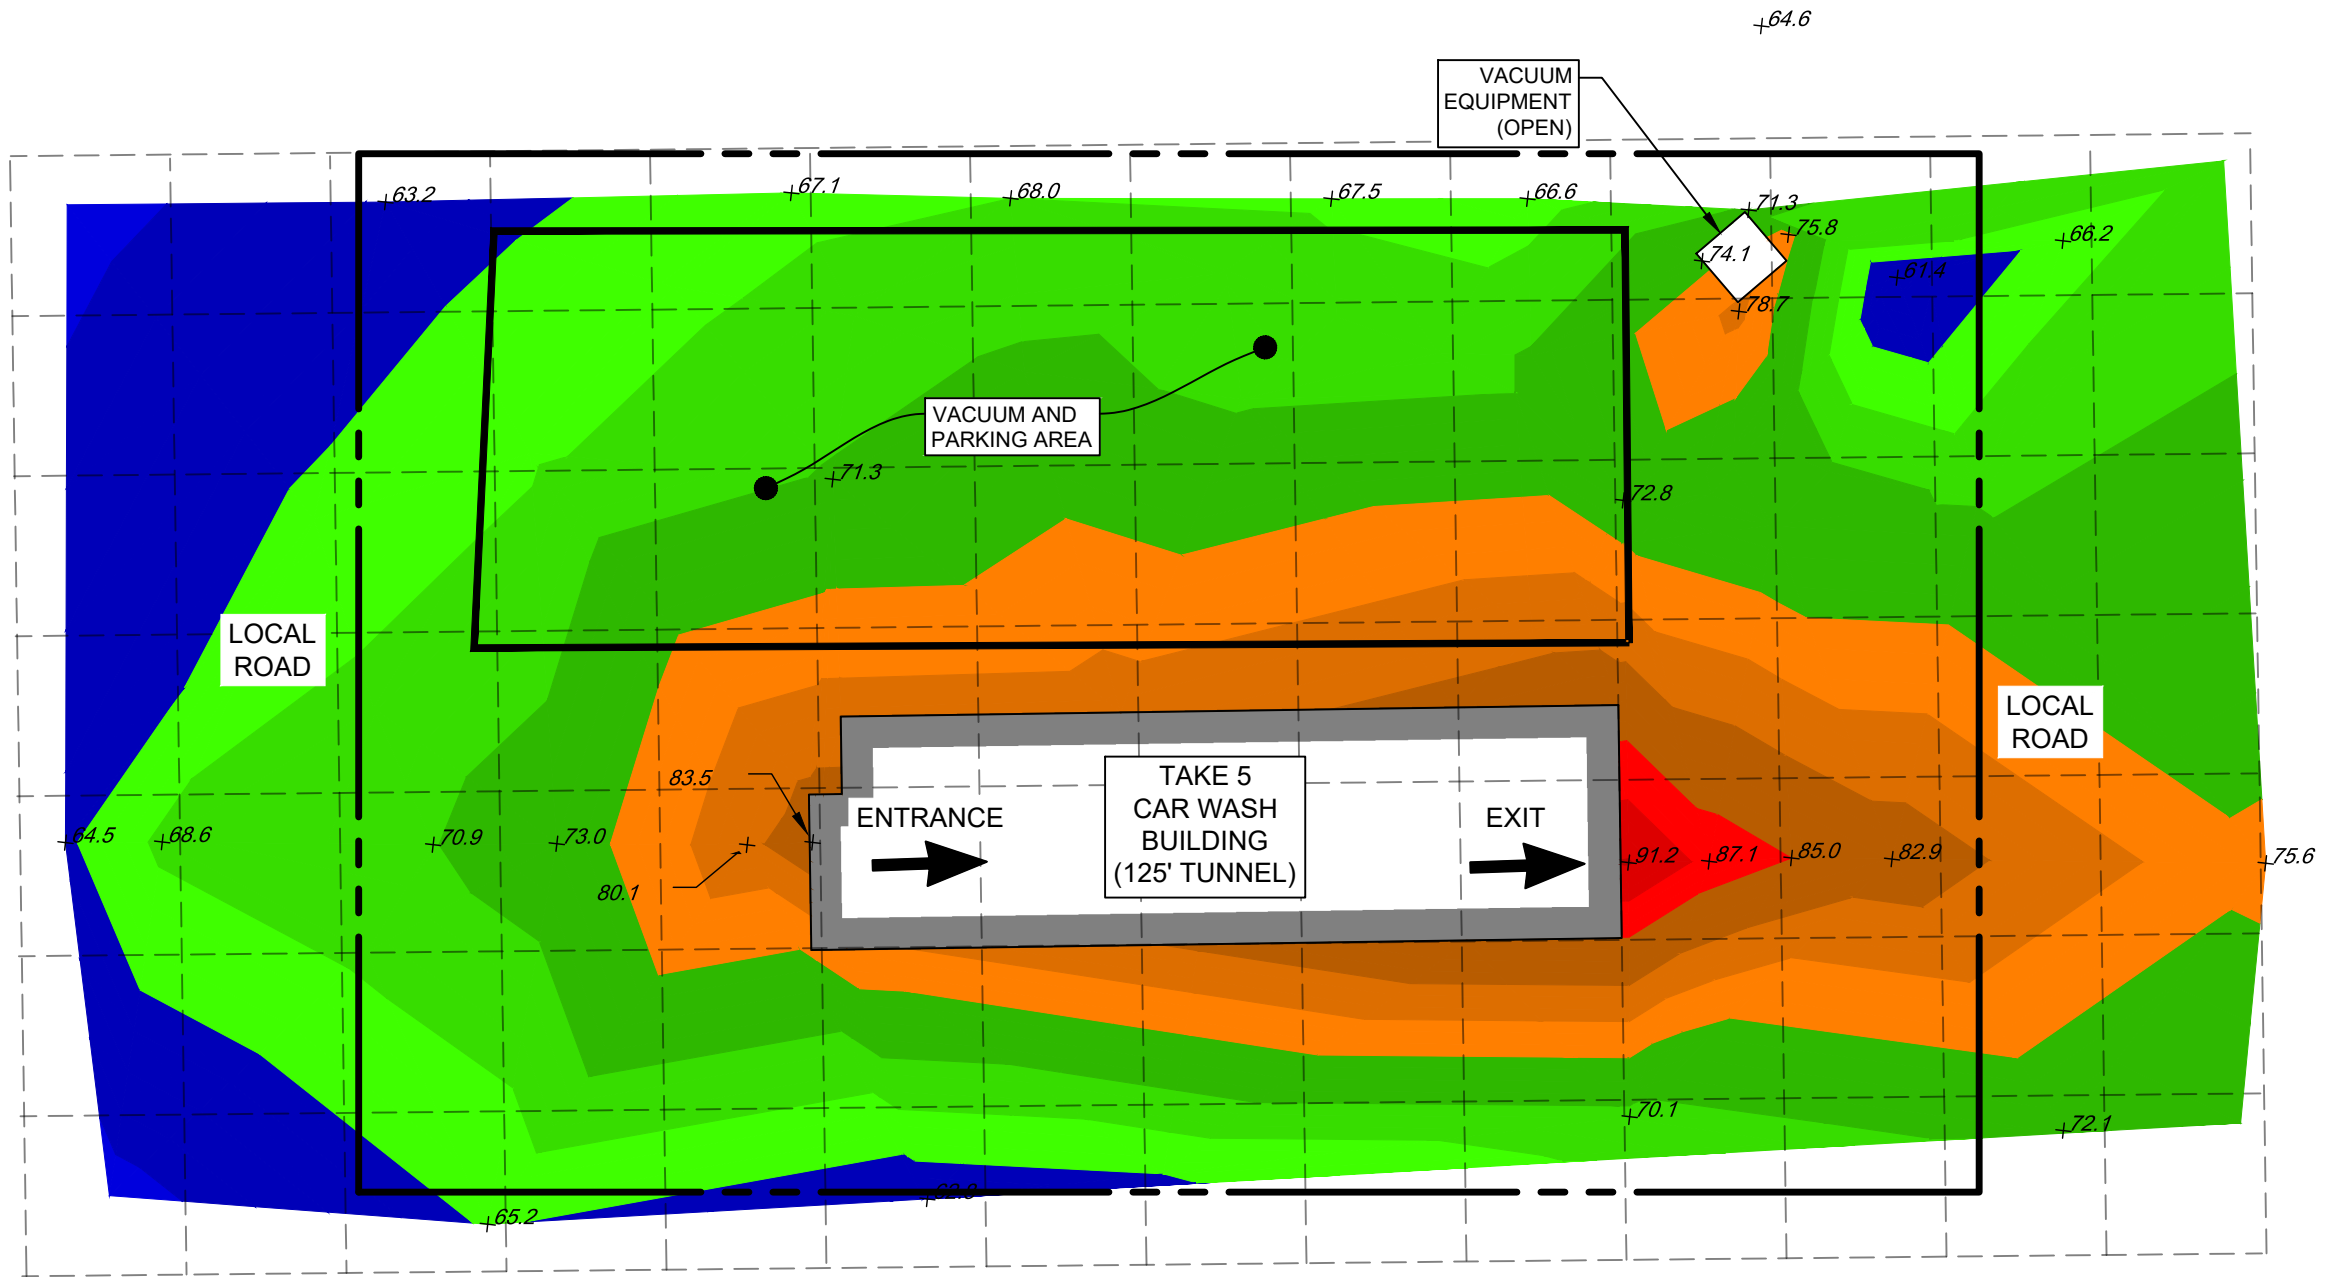 64.6
VACUUM
EQUIPMENT
(OPEN)
63.2
67.1
68.0
67.5
66.6
71.3
75.8
66.2
74.1
61.4
78.7
VACUUM AND
PARKING AREA
71.3
72.8
LOCAL
ROAD
LOCAL
ROAD
83.5
TAKE 5
CAR WASH
BUILDING
(125' TUNNEL)
ENTRANCE
EXIT
64.5
68.6
70.9
73.0
80.1
91.2
87.1
85.0
82.9
75.6
70.1
72.1
65.2